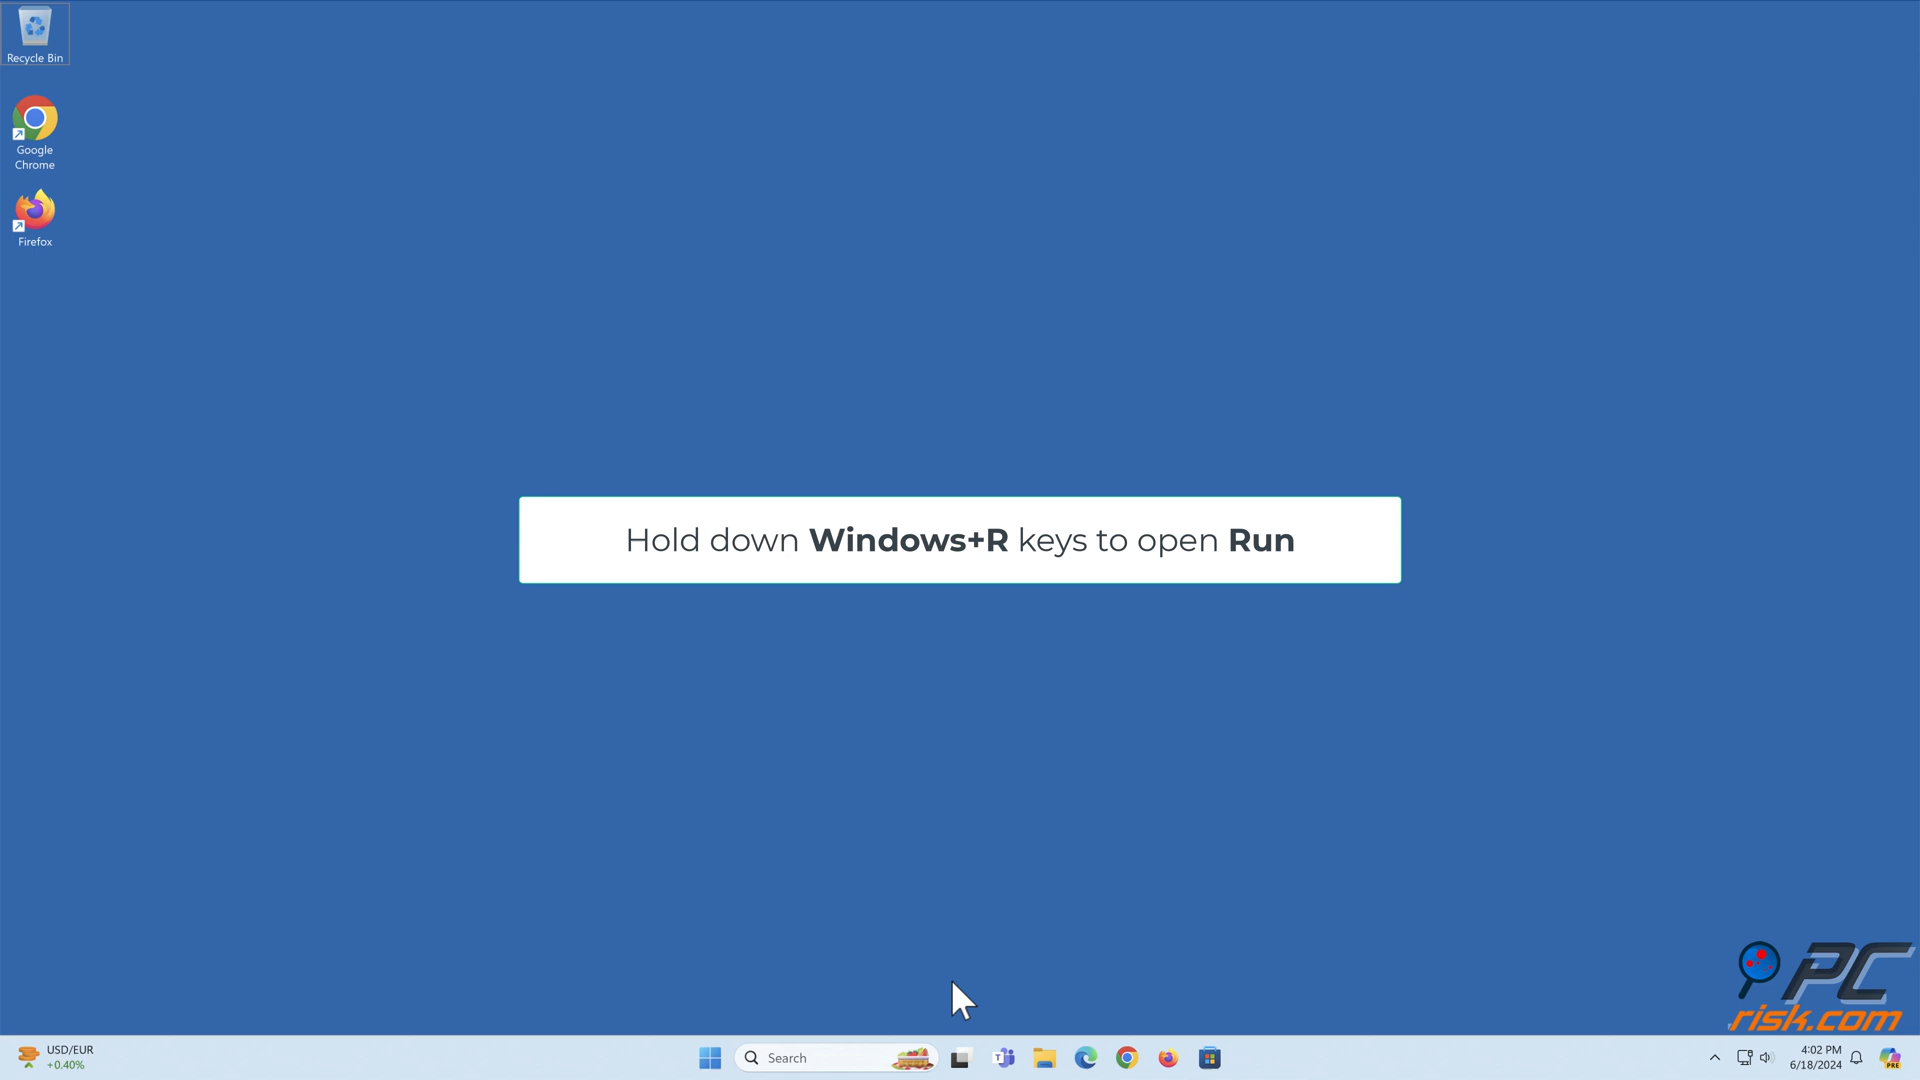 Recycle Bin
Google
Chrome
Firefox
Hold down Windows+R keys to open Run
PC
risk.com
USD/EUR
+0.40%
Search
4:02 PM
6/18/2024
PRE